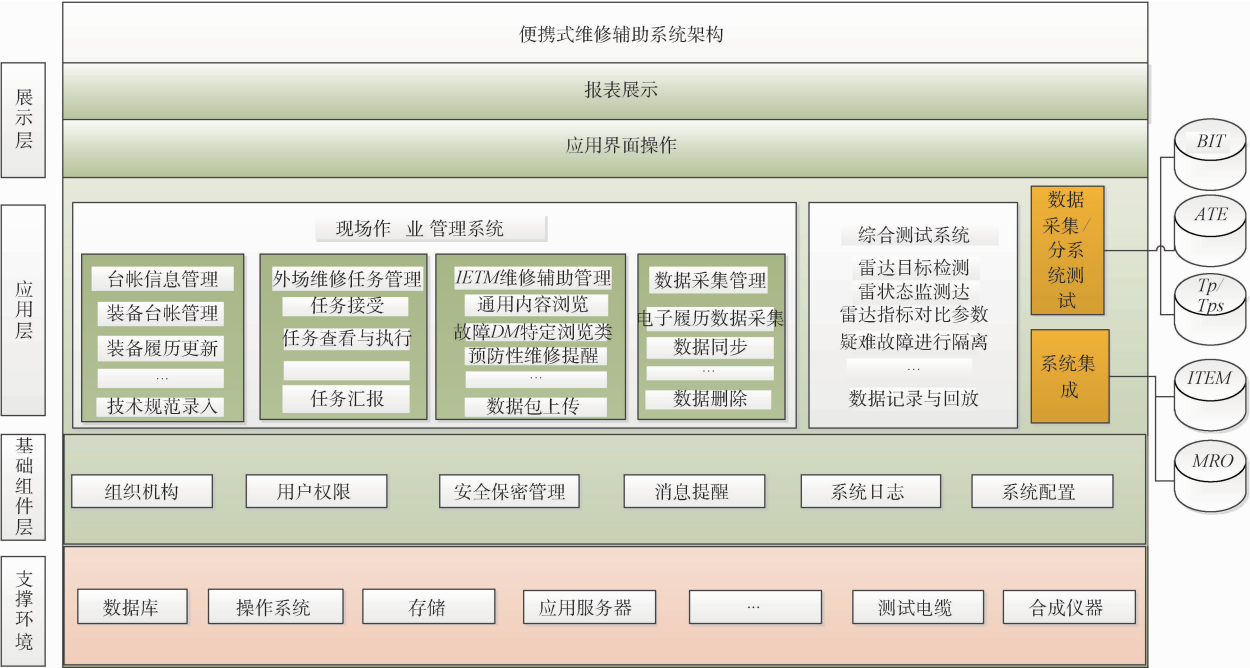 便携式维修辅助系统架构
展
示
层
报表展示
应用界面操作
应
用
层
现场作 业 管理系统
台帐信息管理
装备台帐管理
装备履历更新
…
技术规范录入
外场维修任务管理
任务接受
任务查看与执行
任务汇报
IETM维修辅助管理
通用内容浏览
故障DM特定浏览类
预防性维修提醒
…
数据包上传
数据采集管理
电子履历数据采集
数据同步
…
数据删除
综合测试系统
雷达目标检测
雷状态监测达
雷达指标对比参数
疑难故障进行隔离
…
数据记录与回放
数据
采集/
分系
统测
试
系统集
成
BIT
ATE
Tp/
Tps
ITEM
MRO
基
础
组
件
层
组织机构
用户权限
安全保密管理
消息提醒
系统日志
系统配置
支
撑
环
境
数据库
操作系统
存储
应用服务器
…
测试电缆
合成仪器